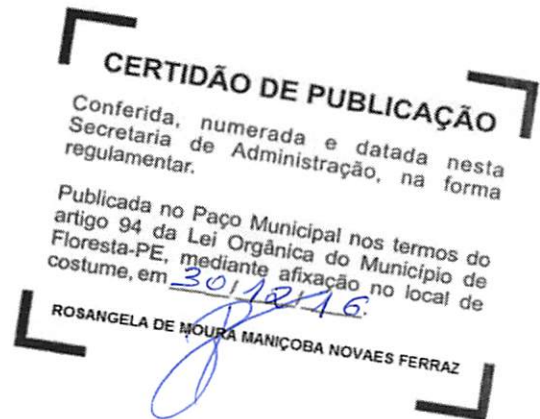 CERTIDÃO DE PUBLICAÇÃO
Conferida, numerada e datada nesta
Secretaria de Administração, na forma
regulamentar.
Publicada no Paço Municipal nos termos do
artigo 94 da Lei Orgânica do Município de
Floresta-PE, mediante afixação no local de
costume, em 30/12/16.
ROSANGELA DE MOURA MANIÇOBA NOVAES FERRAZ